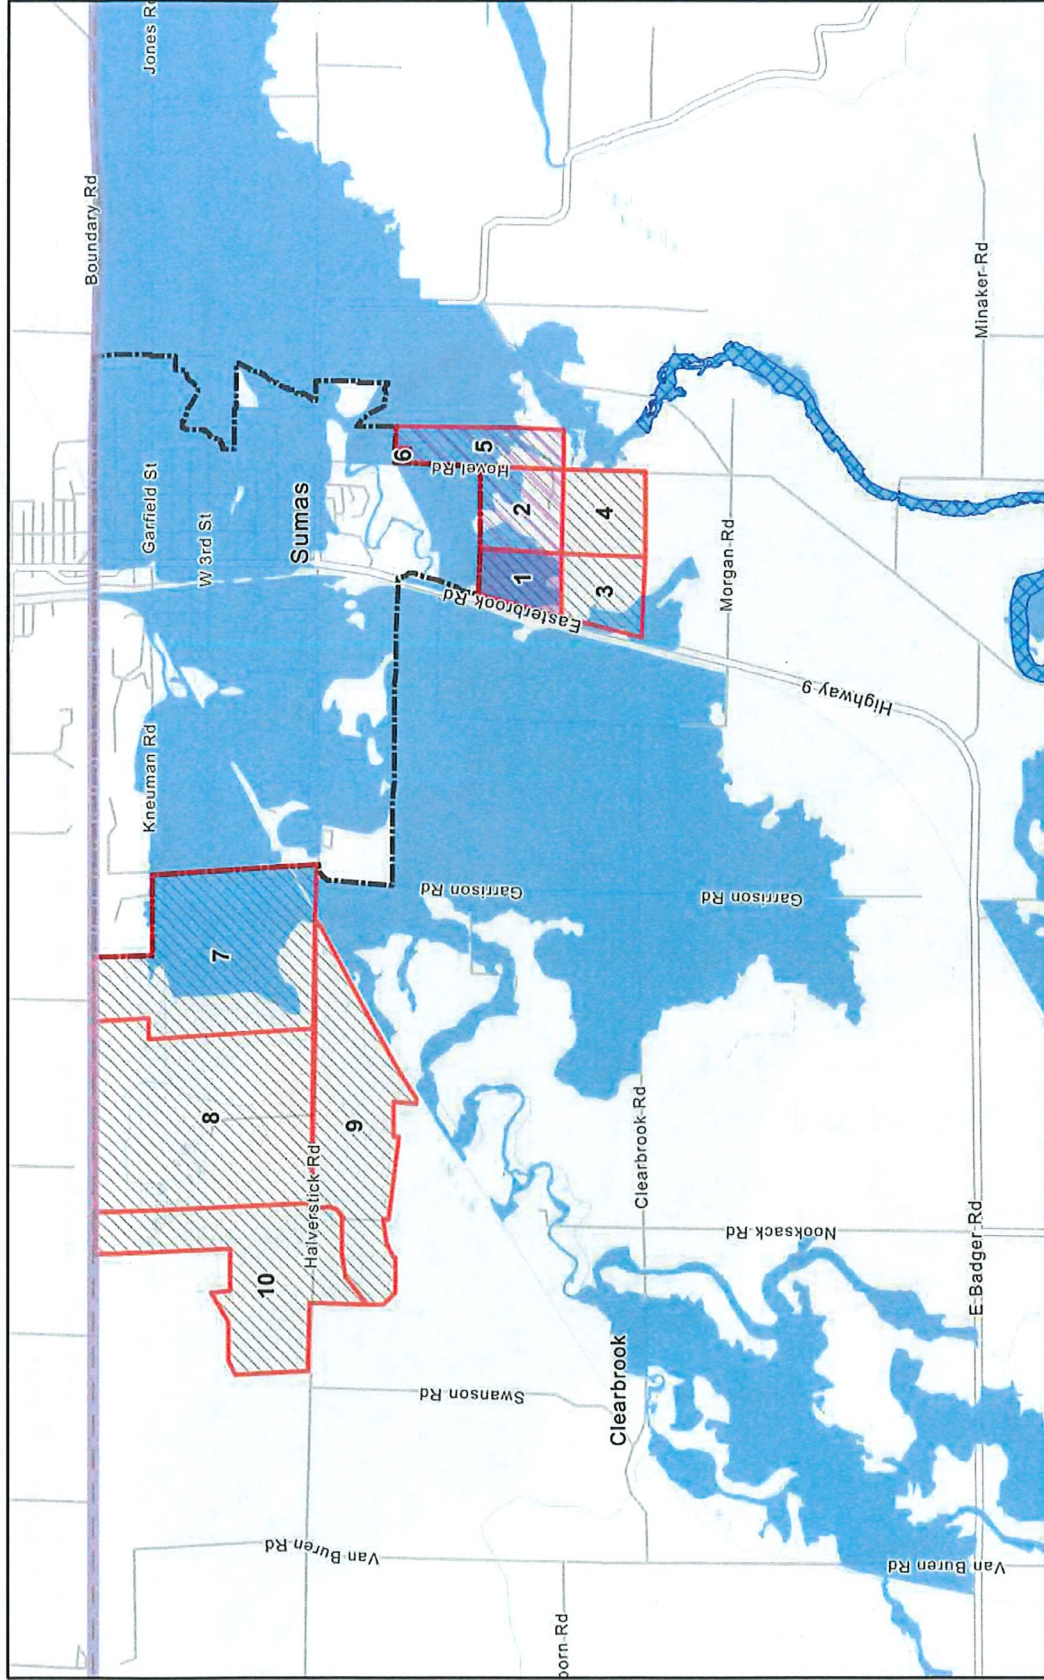 Boundary Rd
Kneuman Rd
Garfield St
Jones R
W 3rd St
8
7
10
Sumas
Halverstick Rd
Van Buren Rd
9
6
Swanson Rd
Garrison Rd
Easterbrook Rd
Hovel Rd
5
1
2
3
4
Clearbrook
Clearbrook Rd
Garrison Rd
Morgan Rd
Nooksack Rd
Highway 9
Van Buren Rd
E Badger Rd
Minaker Rd